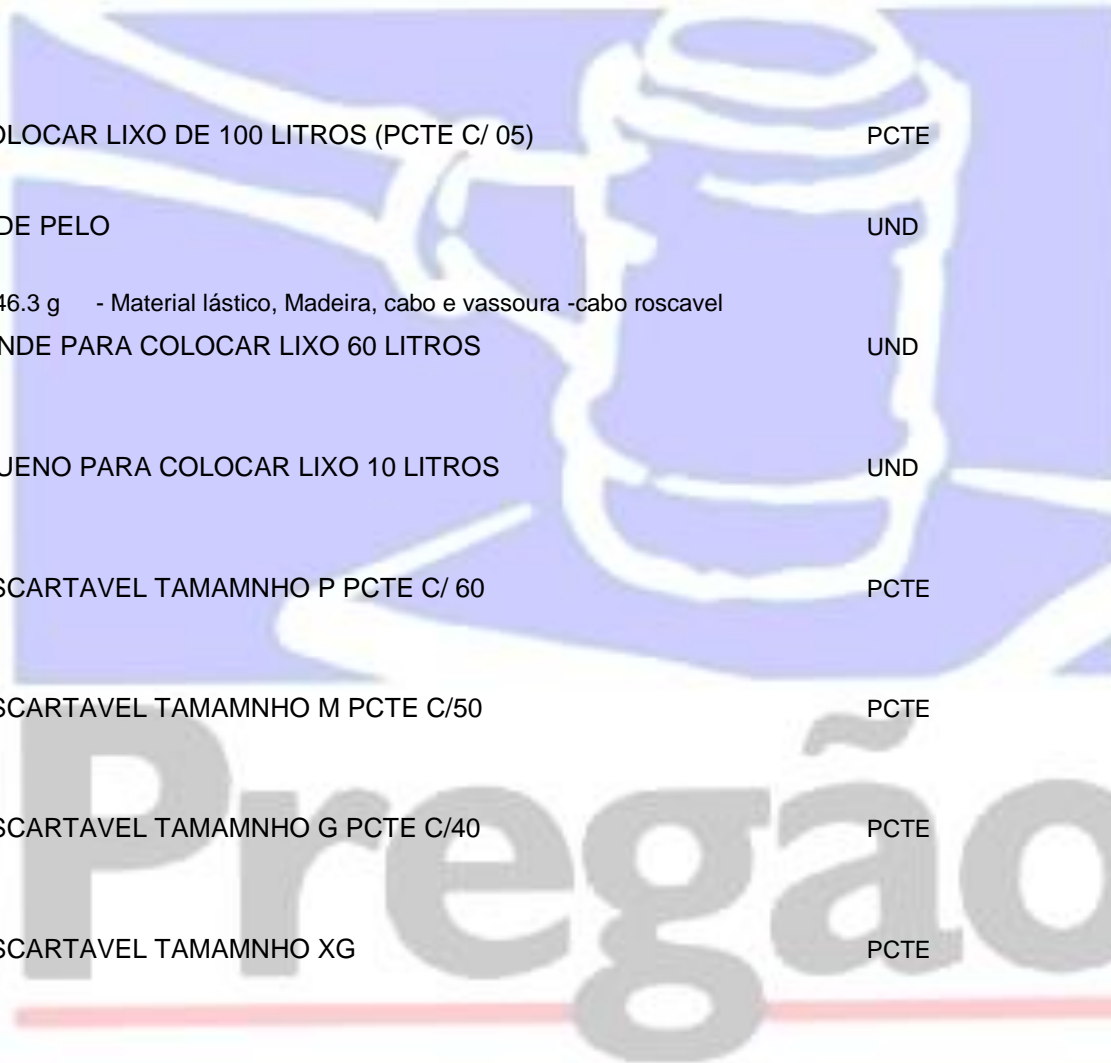 OLOCAR LIXO DE 100 LITROS (PCTE C/ 05) PCTE
DE PELO UND
46.3 g - Material lástico, Madeira, cabo e vassoura -cabo roscavel
NDE PARA COLOCAR LIXO 60 LITROS UND
UENO PARA COLOCAR LIXO 10 LITROS UND
SCARTAVEL TAMAMNHO P PCTE C/ 60 PCTE
SCARTAVEL TAMAMNHO M PCTE C/50 PCTE
SCARTAVEL TAMAMNHO G PCTE C/40 PCTE
SCARTAVEL TAMAMNHO XG PCTE
Pregão